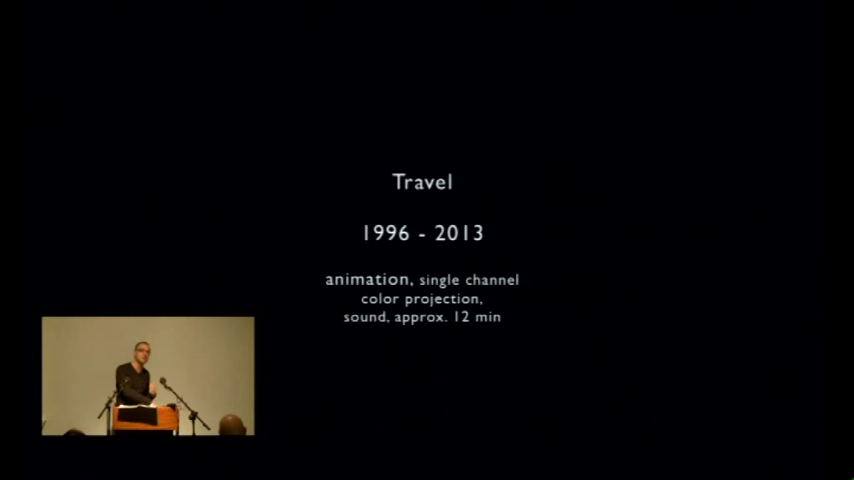 Travel
1996 - 2013
animation, single channel
color projection,
sound, approx. 12 min